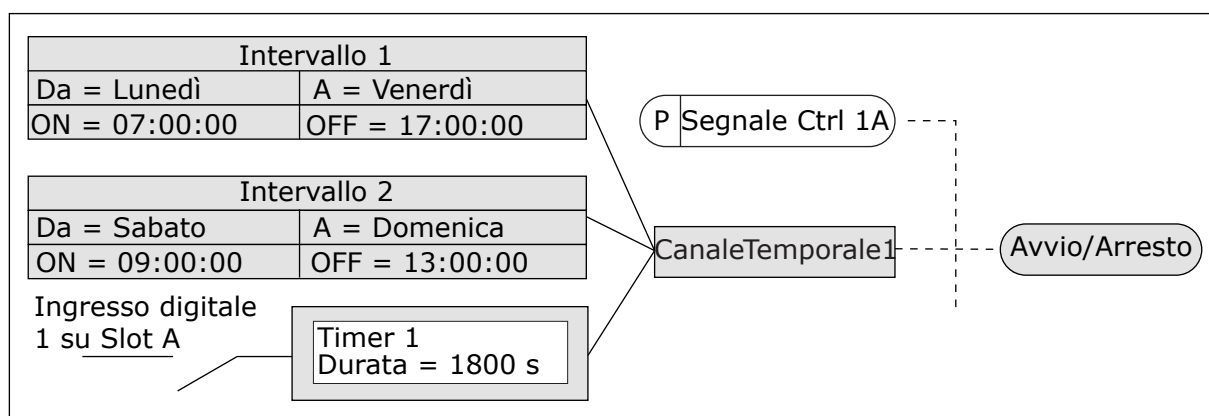 Intervallo 1
Da = Lunedì A = Venerdì
ON = 07:00:00 OFF = 17:00:00
P Segnale Ctrl 1A
Intervallo 2
Da = Sabato A = Domenica
ON = 09:00:00 OFF = 13:00:00
CanaleTemporale1
Avvio/Arresto
Ingresso digitale
1 su Slot A
Timer 1
Durata = 1800 s